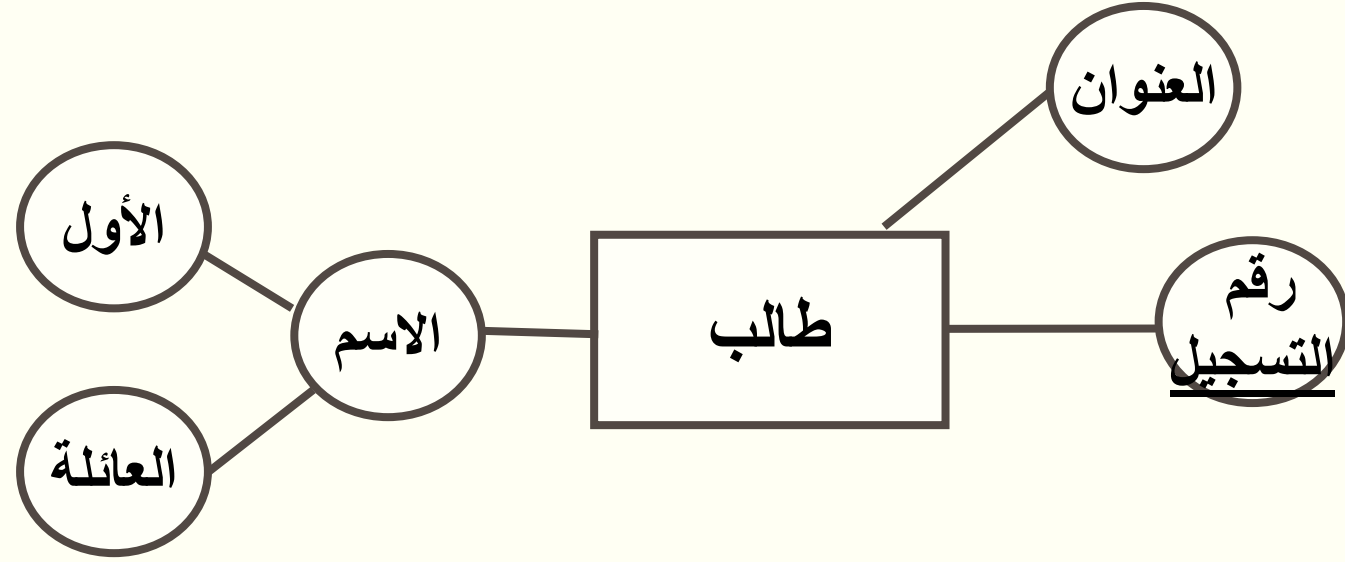 العنوان
رقم
التسجيل
طالب
الاسم
الأول
العائلة